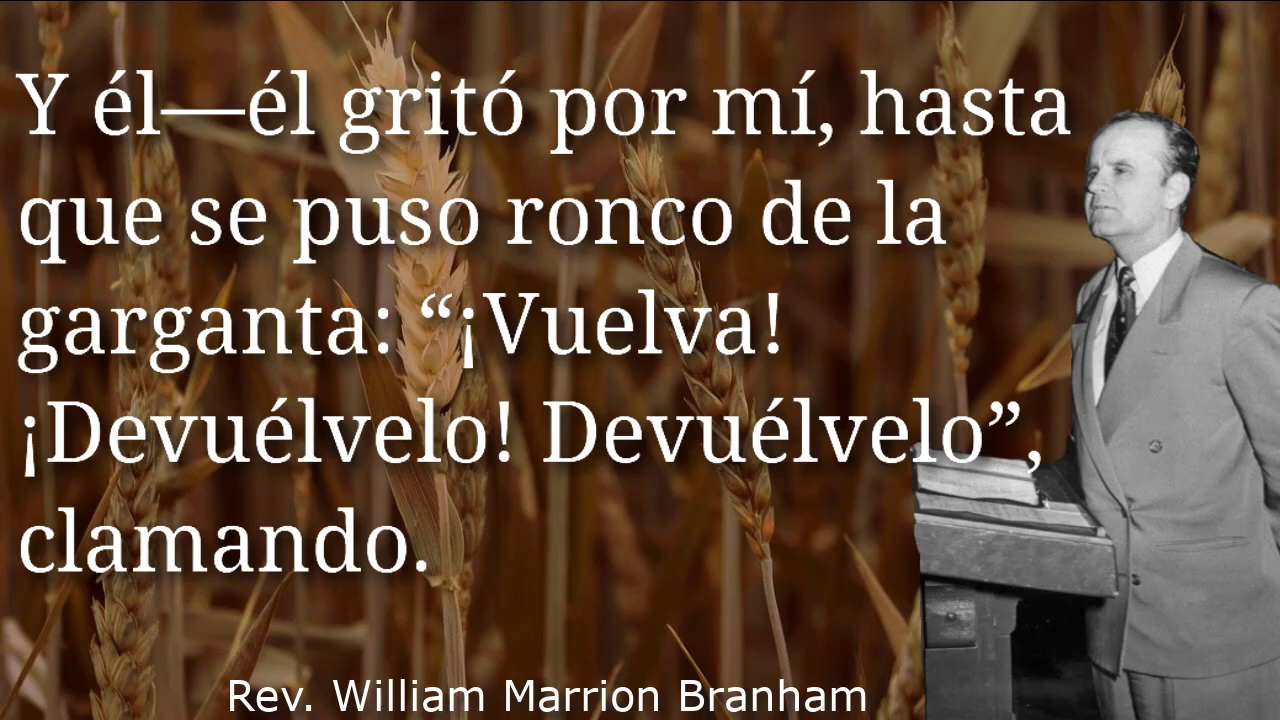 Y él—él gritó por mí, hasta
que se puso ronco de la
garganta: “¡Vuelva!
¡Devuélvelo! Devuélvelo”,
clamando.
Rev. William Marrion Branham